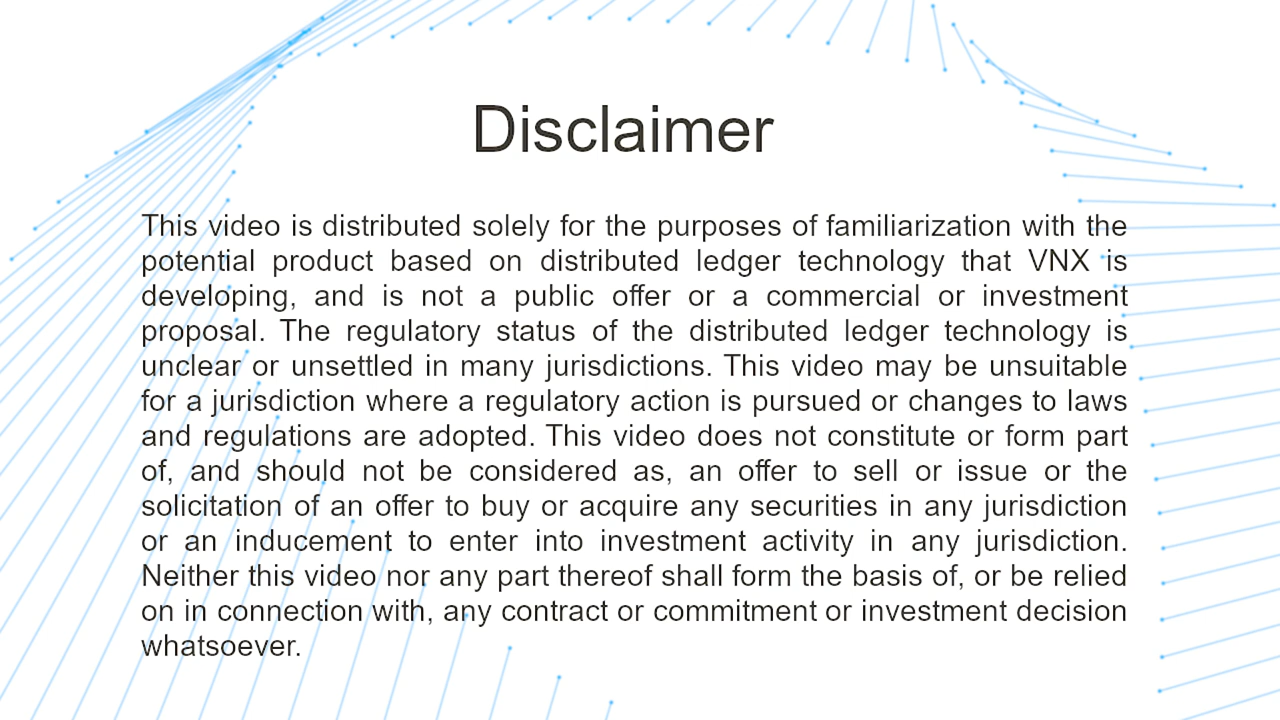 Disclaimer
This video is distributed solely for the purposes of familiarization with the
potential product based on distributed ledger technology that VNX is
developing, and is not a public offer or a commercial or investment
proposal. The regulatory status of the distributed ledger technology is
unclear or unsettled in many jurisdictions. This video may be unsuitable
for a jurisdiction where a regulatory action is pursued or changes to laws
and regulations are adopted. This video does not constitute or form part
of, and should not be considered as, an offer to sell or issue or the
solicitation of an offer to buy or acquire any securities in any jurisdiction
or an inducement to enter into investment activity in any jurisdiction.
Neither this video nor any part thereof shall form the basis of, or be relied
on in connection with, any contract or commitment or investment decision
whatsoever.